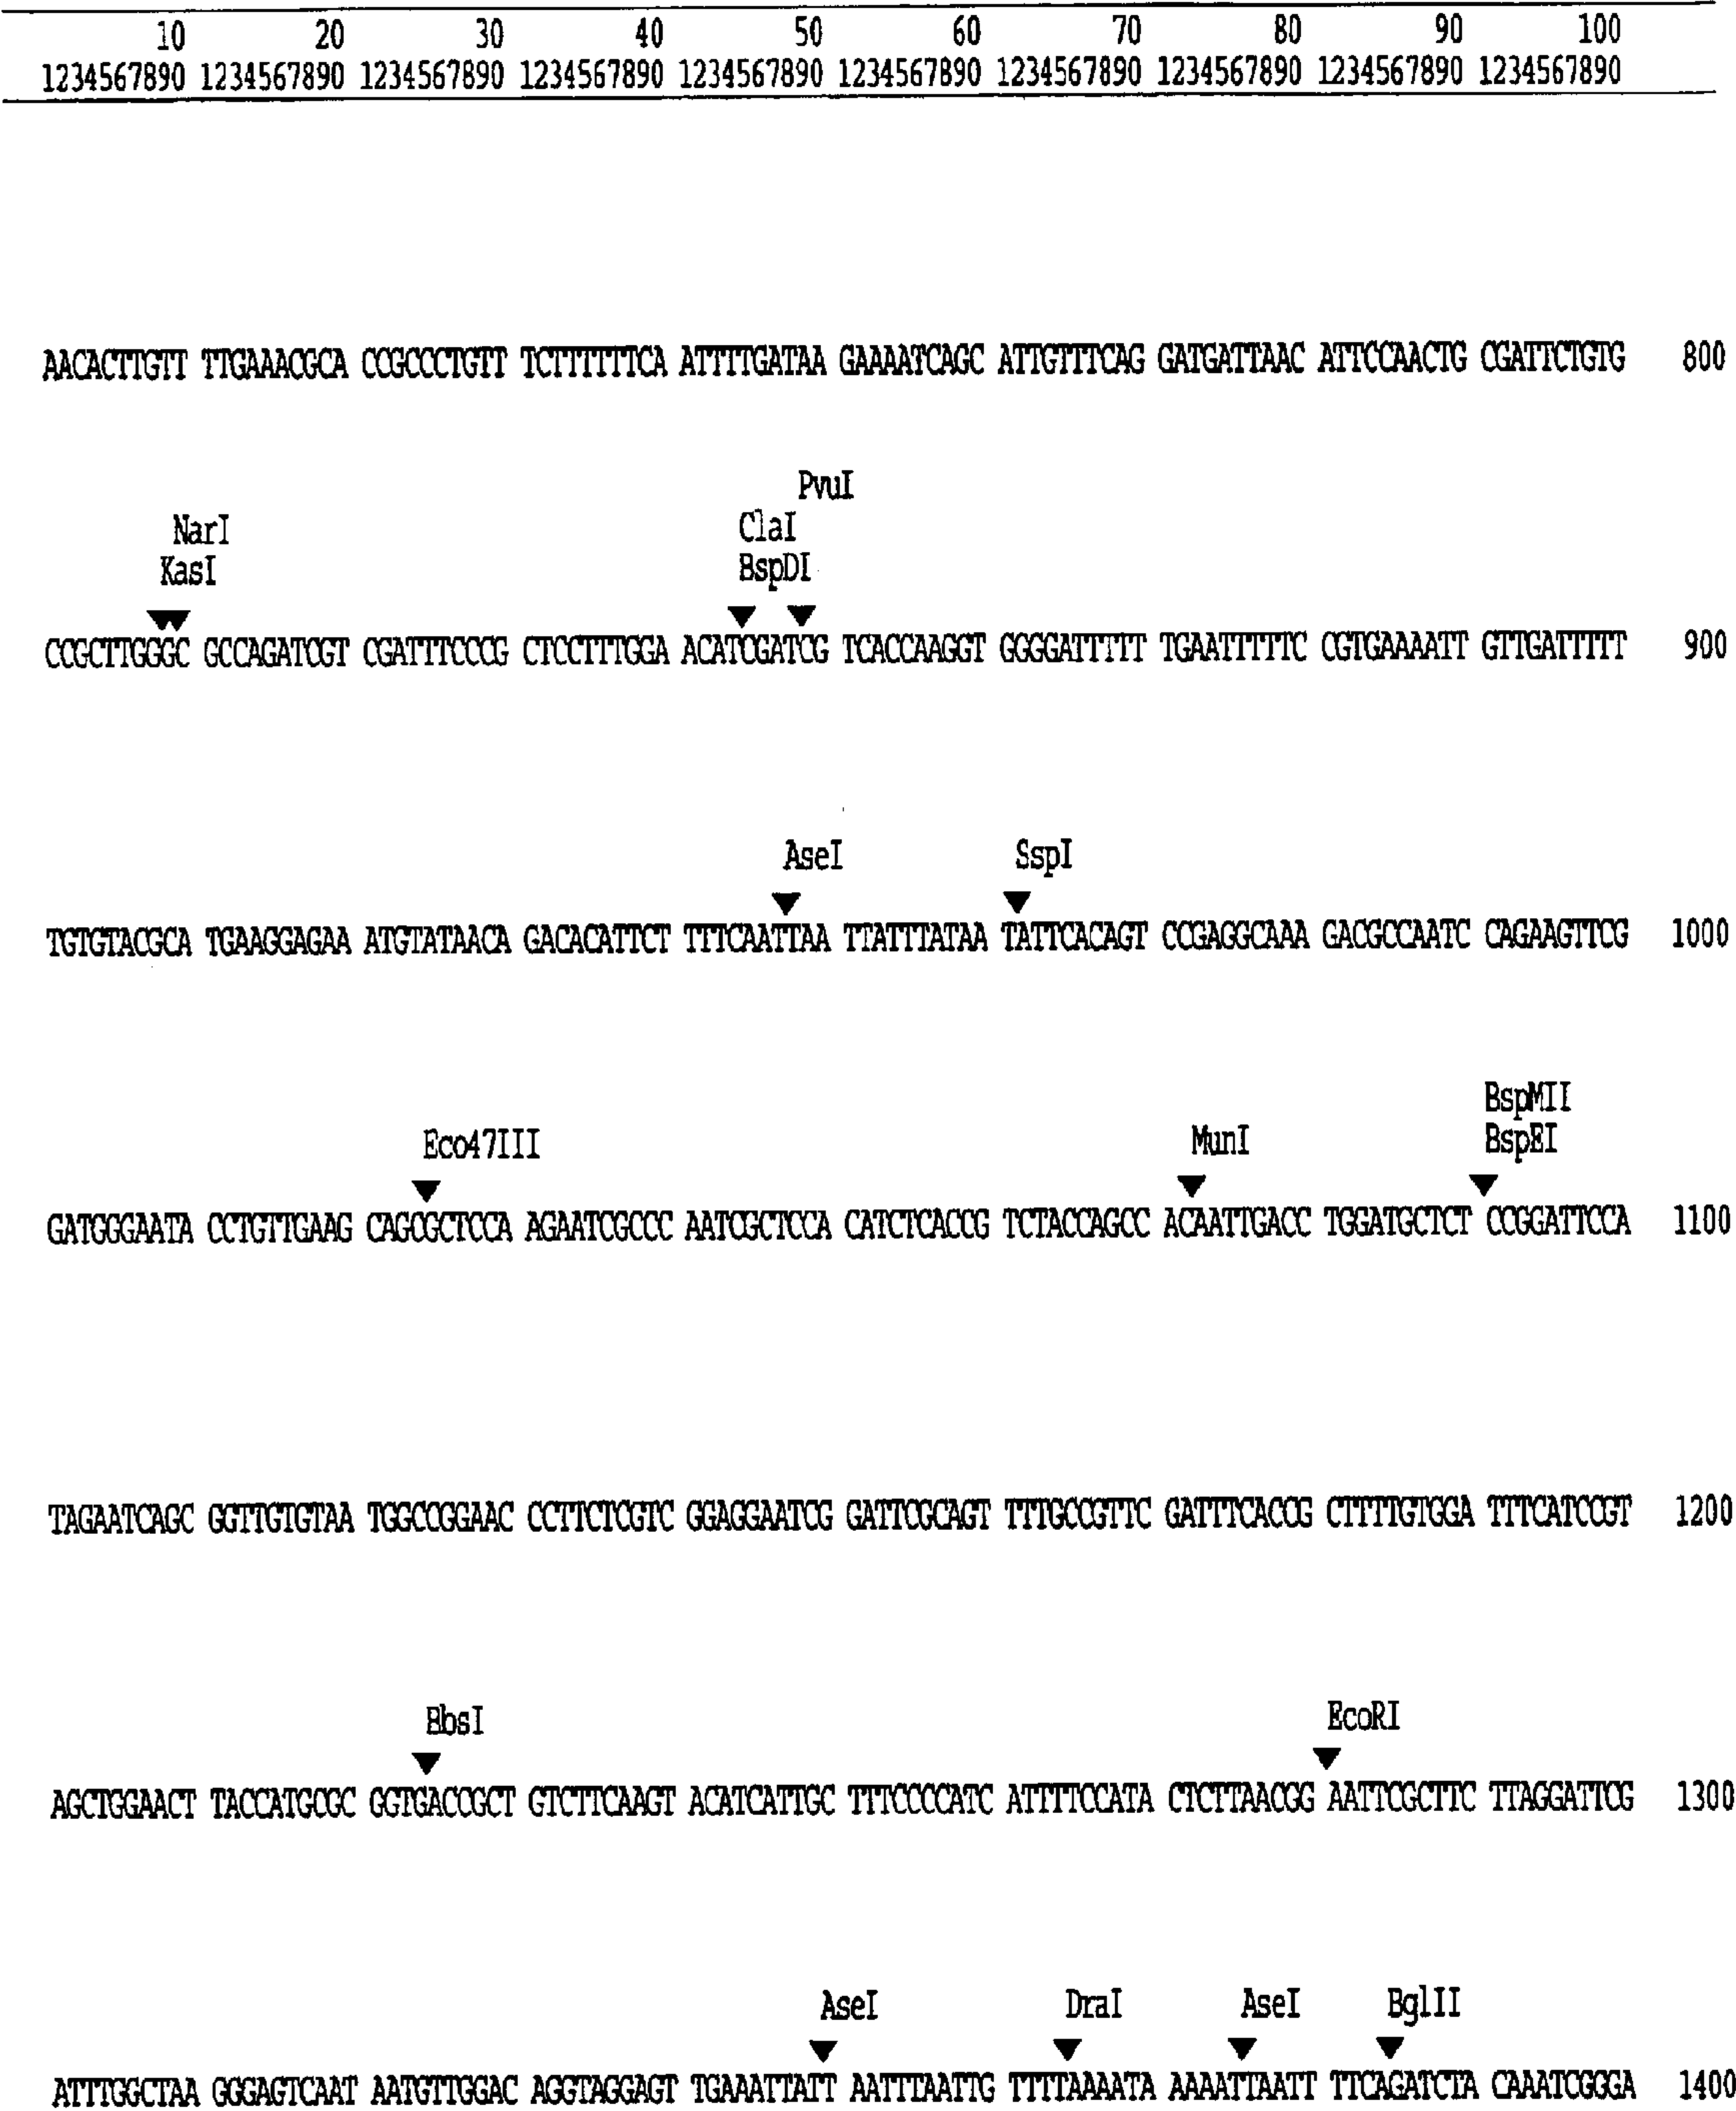 10 20 30 40 50 60 70 80 90 100
1234567890 1234567890 1234567890 1234567890 1234567890 1234567890 1234567890 1234567890 1234567890 1234567890
AACACTTGTT TTGAAACGCA CCGCCCTGTT TCTTTTTTCA ATTTTGATAA GAAAATCAGC ATTGTTTCAG GATGATTAAC ATTCCAACTG CGATTCTGTG 800
PvuI
NarI ClaI
KasI BspDI
CCGCTTGGGC GCCAGATCGT CGATTTCCCG CTCCTTTGGA ACATCGATCG TCACCAAGGT GGGGATTTTT TGAATTTTTC CGTGAAAATT GTTGATTTTT 900
AseI SspI
TGTGTACGCA TGAAGGAGAA ATGTATAACA GACACATTCT TTTCAATTAA TTATTTATAA TATTCACAGT CCGAGGCAAA GACGCCAATC CAGAAGTTCG 1000
BspMII
Eco47III MunI BspEI
GATGGGAATA CCTGTTGAAG CAGCGCTCCA AGAATCGCCC AATCGCTCCA CATCTCACCG TCTACCAGCC ACAATTGACC TGGATGCTCT CCGGATTCCA 1100
TAGAATCAGC GGTTGTGTAA TGGCCGGAAC CCTTCTCGTC GGAGGAATCG GATTCGCAGT TTTGCCGTTC GATTTCACCG CTTTTGTGGA TTTCATCCGT 1200
BbsI EcoRI
AGCTGGAACT TACCATGCGC GGTGACCGCT GTCTTCAAGT ACATCATTGC TTTCCCCATC ATTTTCCATA CTCTTAACGG AATTCGCTTC TTAGGATTCG 1300
AseI DraI AseI BglII
ATTTGGCTAA GGGAGTCAAT AATGTTGGAC AGGTAGGAGT TGAAATTATT AATTTAATTG TTTTAAAATA AAAATTAATT TTCAGATCTA CAAATCGGGA 1400